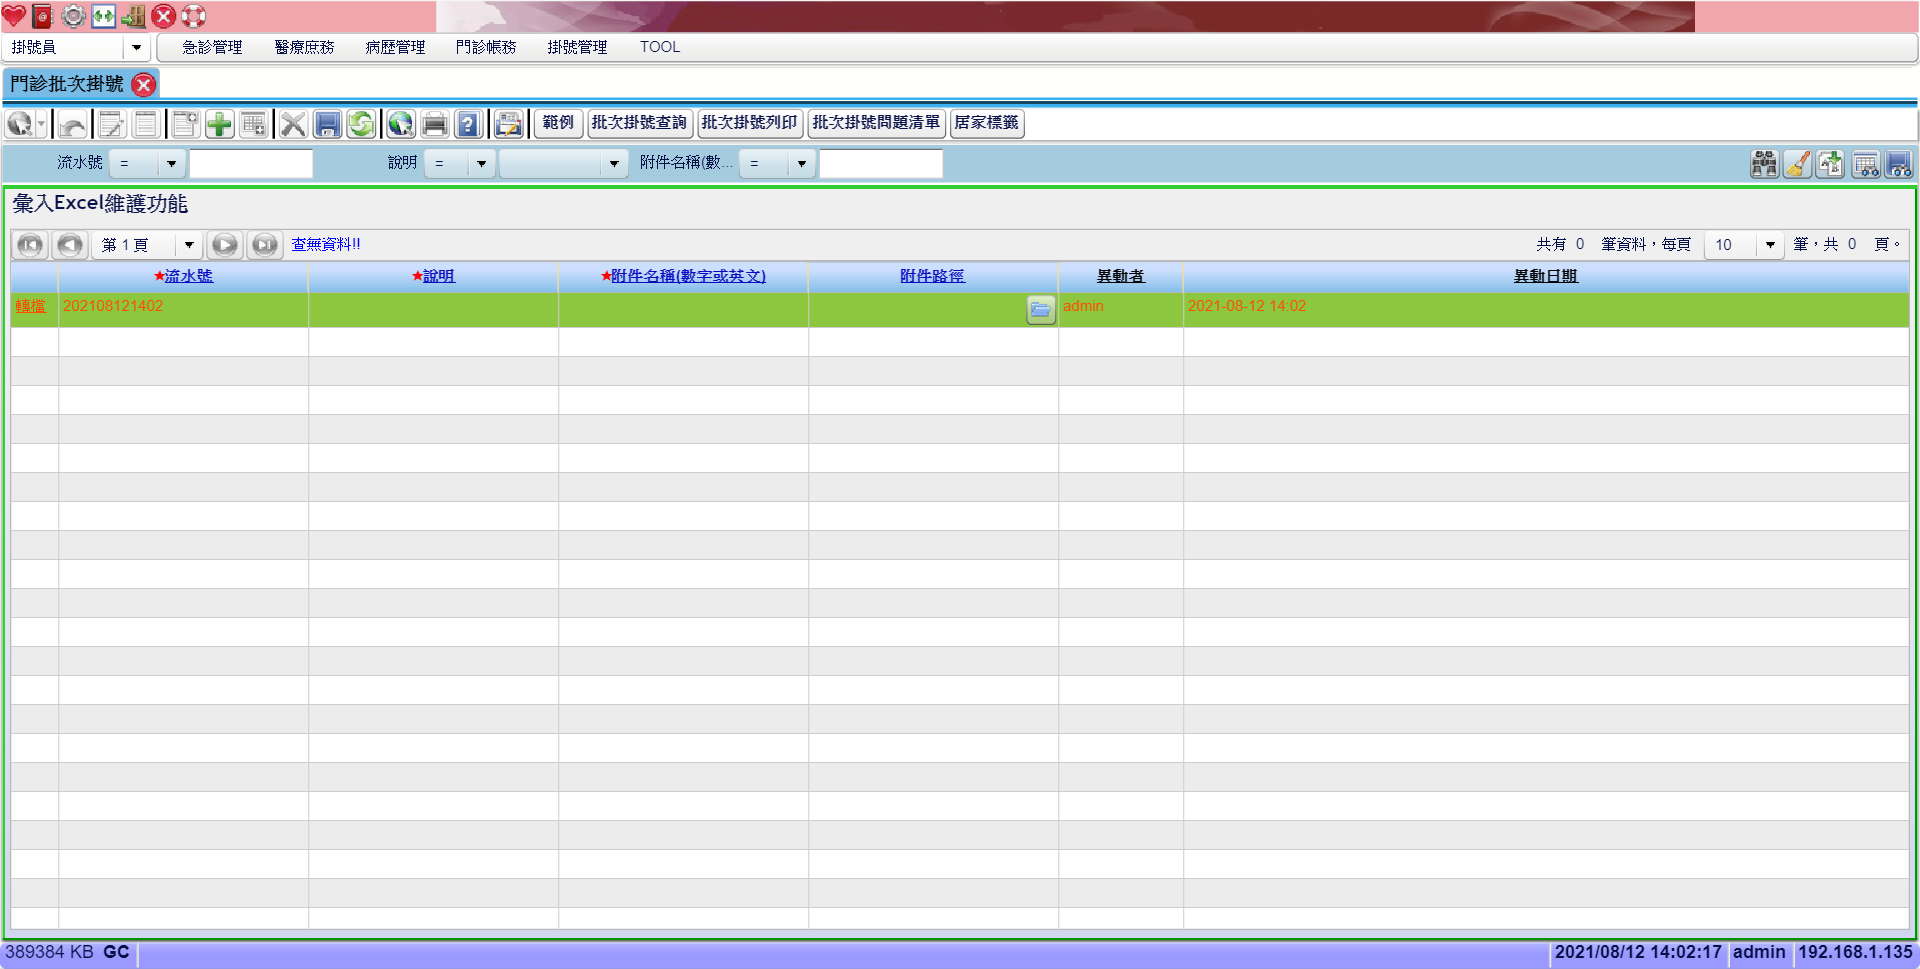 掛號員 急診管理 醫療庶務 病歷管理 門診帳務 掛號管理 TOOL
門診批次掛號
範例 批次掛號查詢 批次掛號列印 批次掛號問題清單 居家標籤
流水號 = 說明 = 附件名稱(數... =
彙入Excel維護功能
第 1 頁 查無資料!! 共有 0 筆資料，每頁 10 筆，共 0 頁。
★流水號 ★說明 ★附件名稱(數字或英文) 附件路徑 異動者 異動日期
轉檔 202108121402 admin 2021-08-12 14:02
389384 KB GC 2021/08/12 14:02:17 admin 192.168.1.135